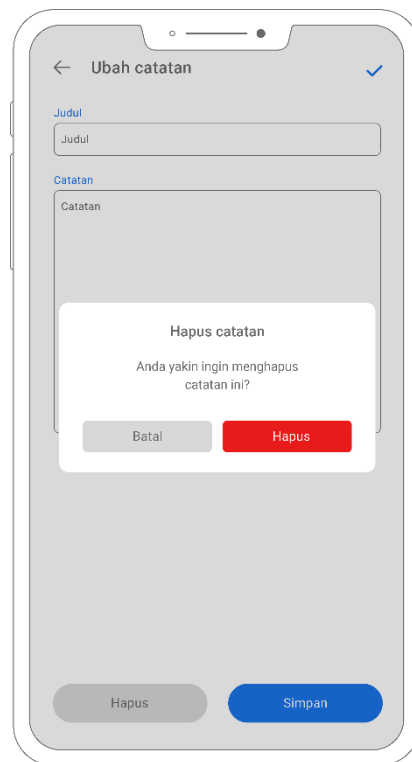 Ubah catatan
Judul
Judul
Catatan
Catatan
Hapus catatan
Anda yakin ingin menghapus
catatan ini?
Batal Hapus
Hapus Simpan